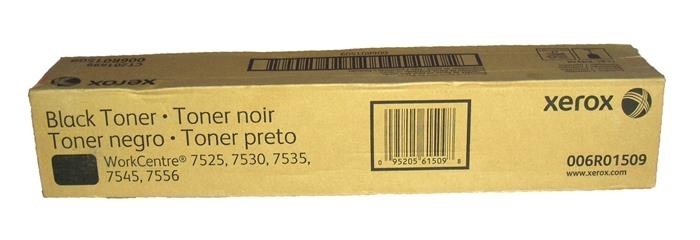 006R01509
xerox
006R01509
Black Toner • Toner noir
Toner negro • Toner preto
WorkCentre® 7525, 7530, 7535,
7545, 7556
0 95205 61509 8
xerox
006R01509
www.xerox.com